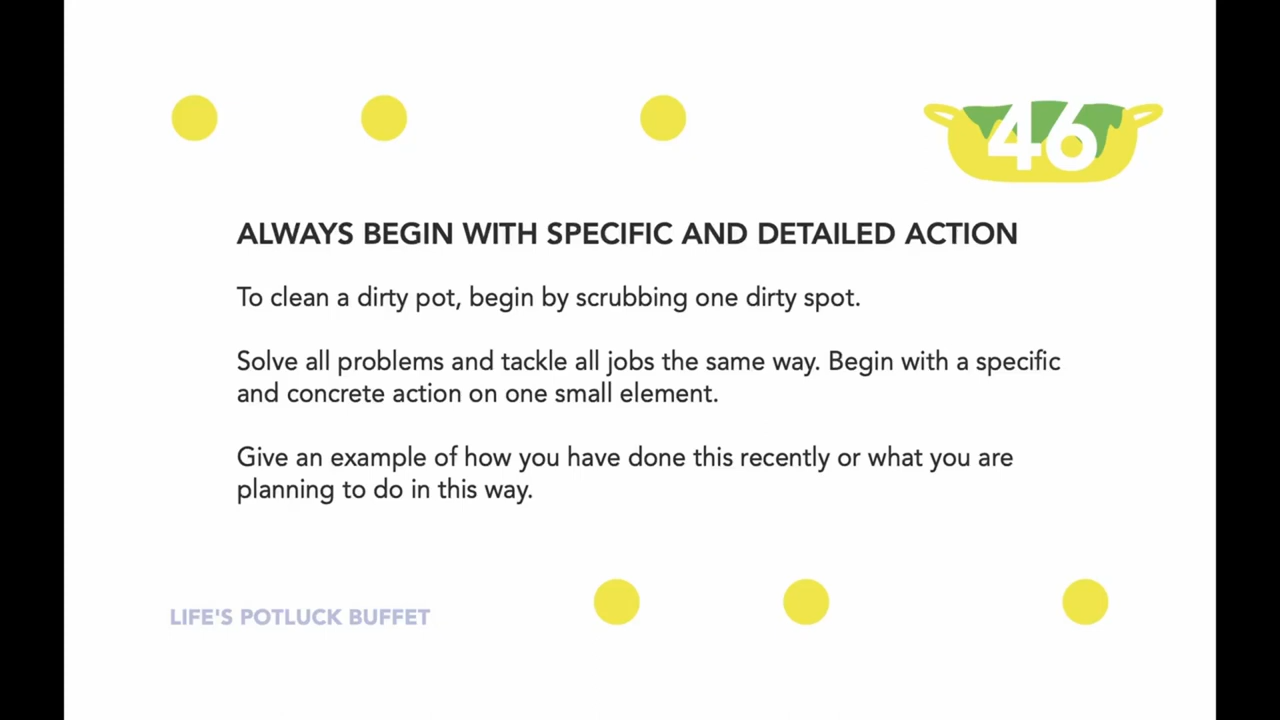 46
ALWAYS BEGIN WITH SPECIFIC AND DETAILED ACTION
To clean a dirty pot, begin by scrubbing one dirty spot.
Solve all problems and tackle all jobs the same way. Begin with a specific
and concrete action on one small element.
Give an example of how you have done this recently or what you are
planning to do in this way.
LIFE'S POTLUCK BUFFET